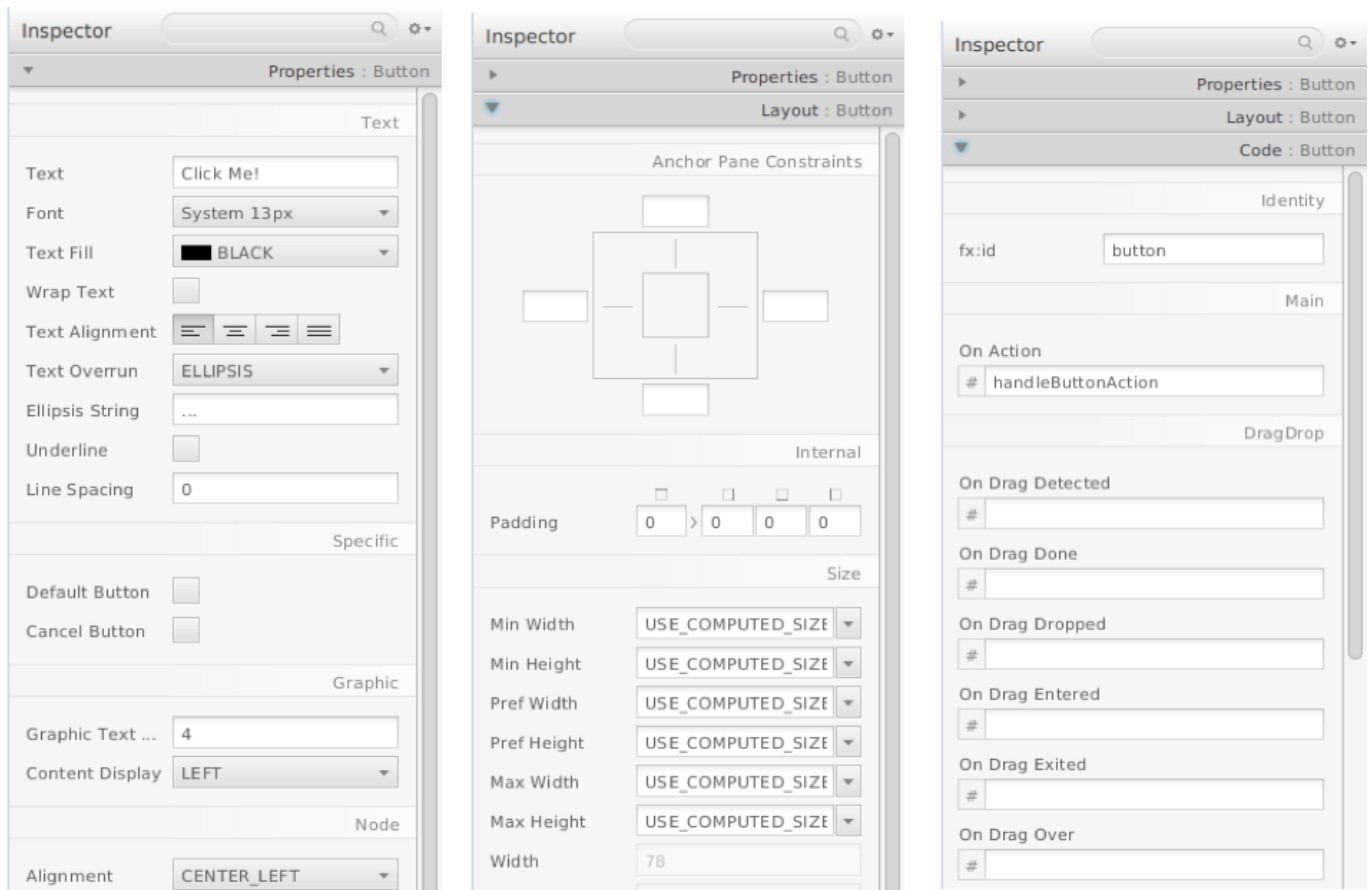 Inspector
Properties : Button
Text
Text Click Me!
Font System 13px
Text Fill BLACK
Wrap Text
Text Alignment
Text Overrun ELLIPSIS
Ellipsis String ...
Underline
Line Spacing 0
Specific
Default Button
Cancel Button
Graphic
Graphic Text ... 4
Content Display LEFT
Node
Alignment CENTER_LEFT
Inspector
Properties : Button
Layout : Button
Anchor Pane Constraints
Internal
Padding 0 > 0 0 0
Size
Min Width USE_COMPUTED_SIZE
Min Height USE_COMPUTED_SIZE
Pref Width USE_COMPUTED_SIZE
Pref Height USE_COMPUTED_SIZE
Max Width USE_COMPUTED_SIZE
Max Height USE_COMPUTED_SIZE
Width 78
Inspector
Properties : Button
Layout : Button
Code : Button
Identity
fx:id button
Main
On Action
# handleButtonAction
DragDrop
On Drag Detected
#
On Drag Done
#
On Drag Dropped
#
On Drag Entered
#
On Drag Exited
#
On Drag Over
#